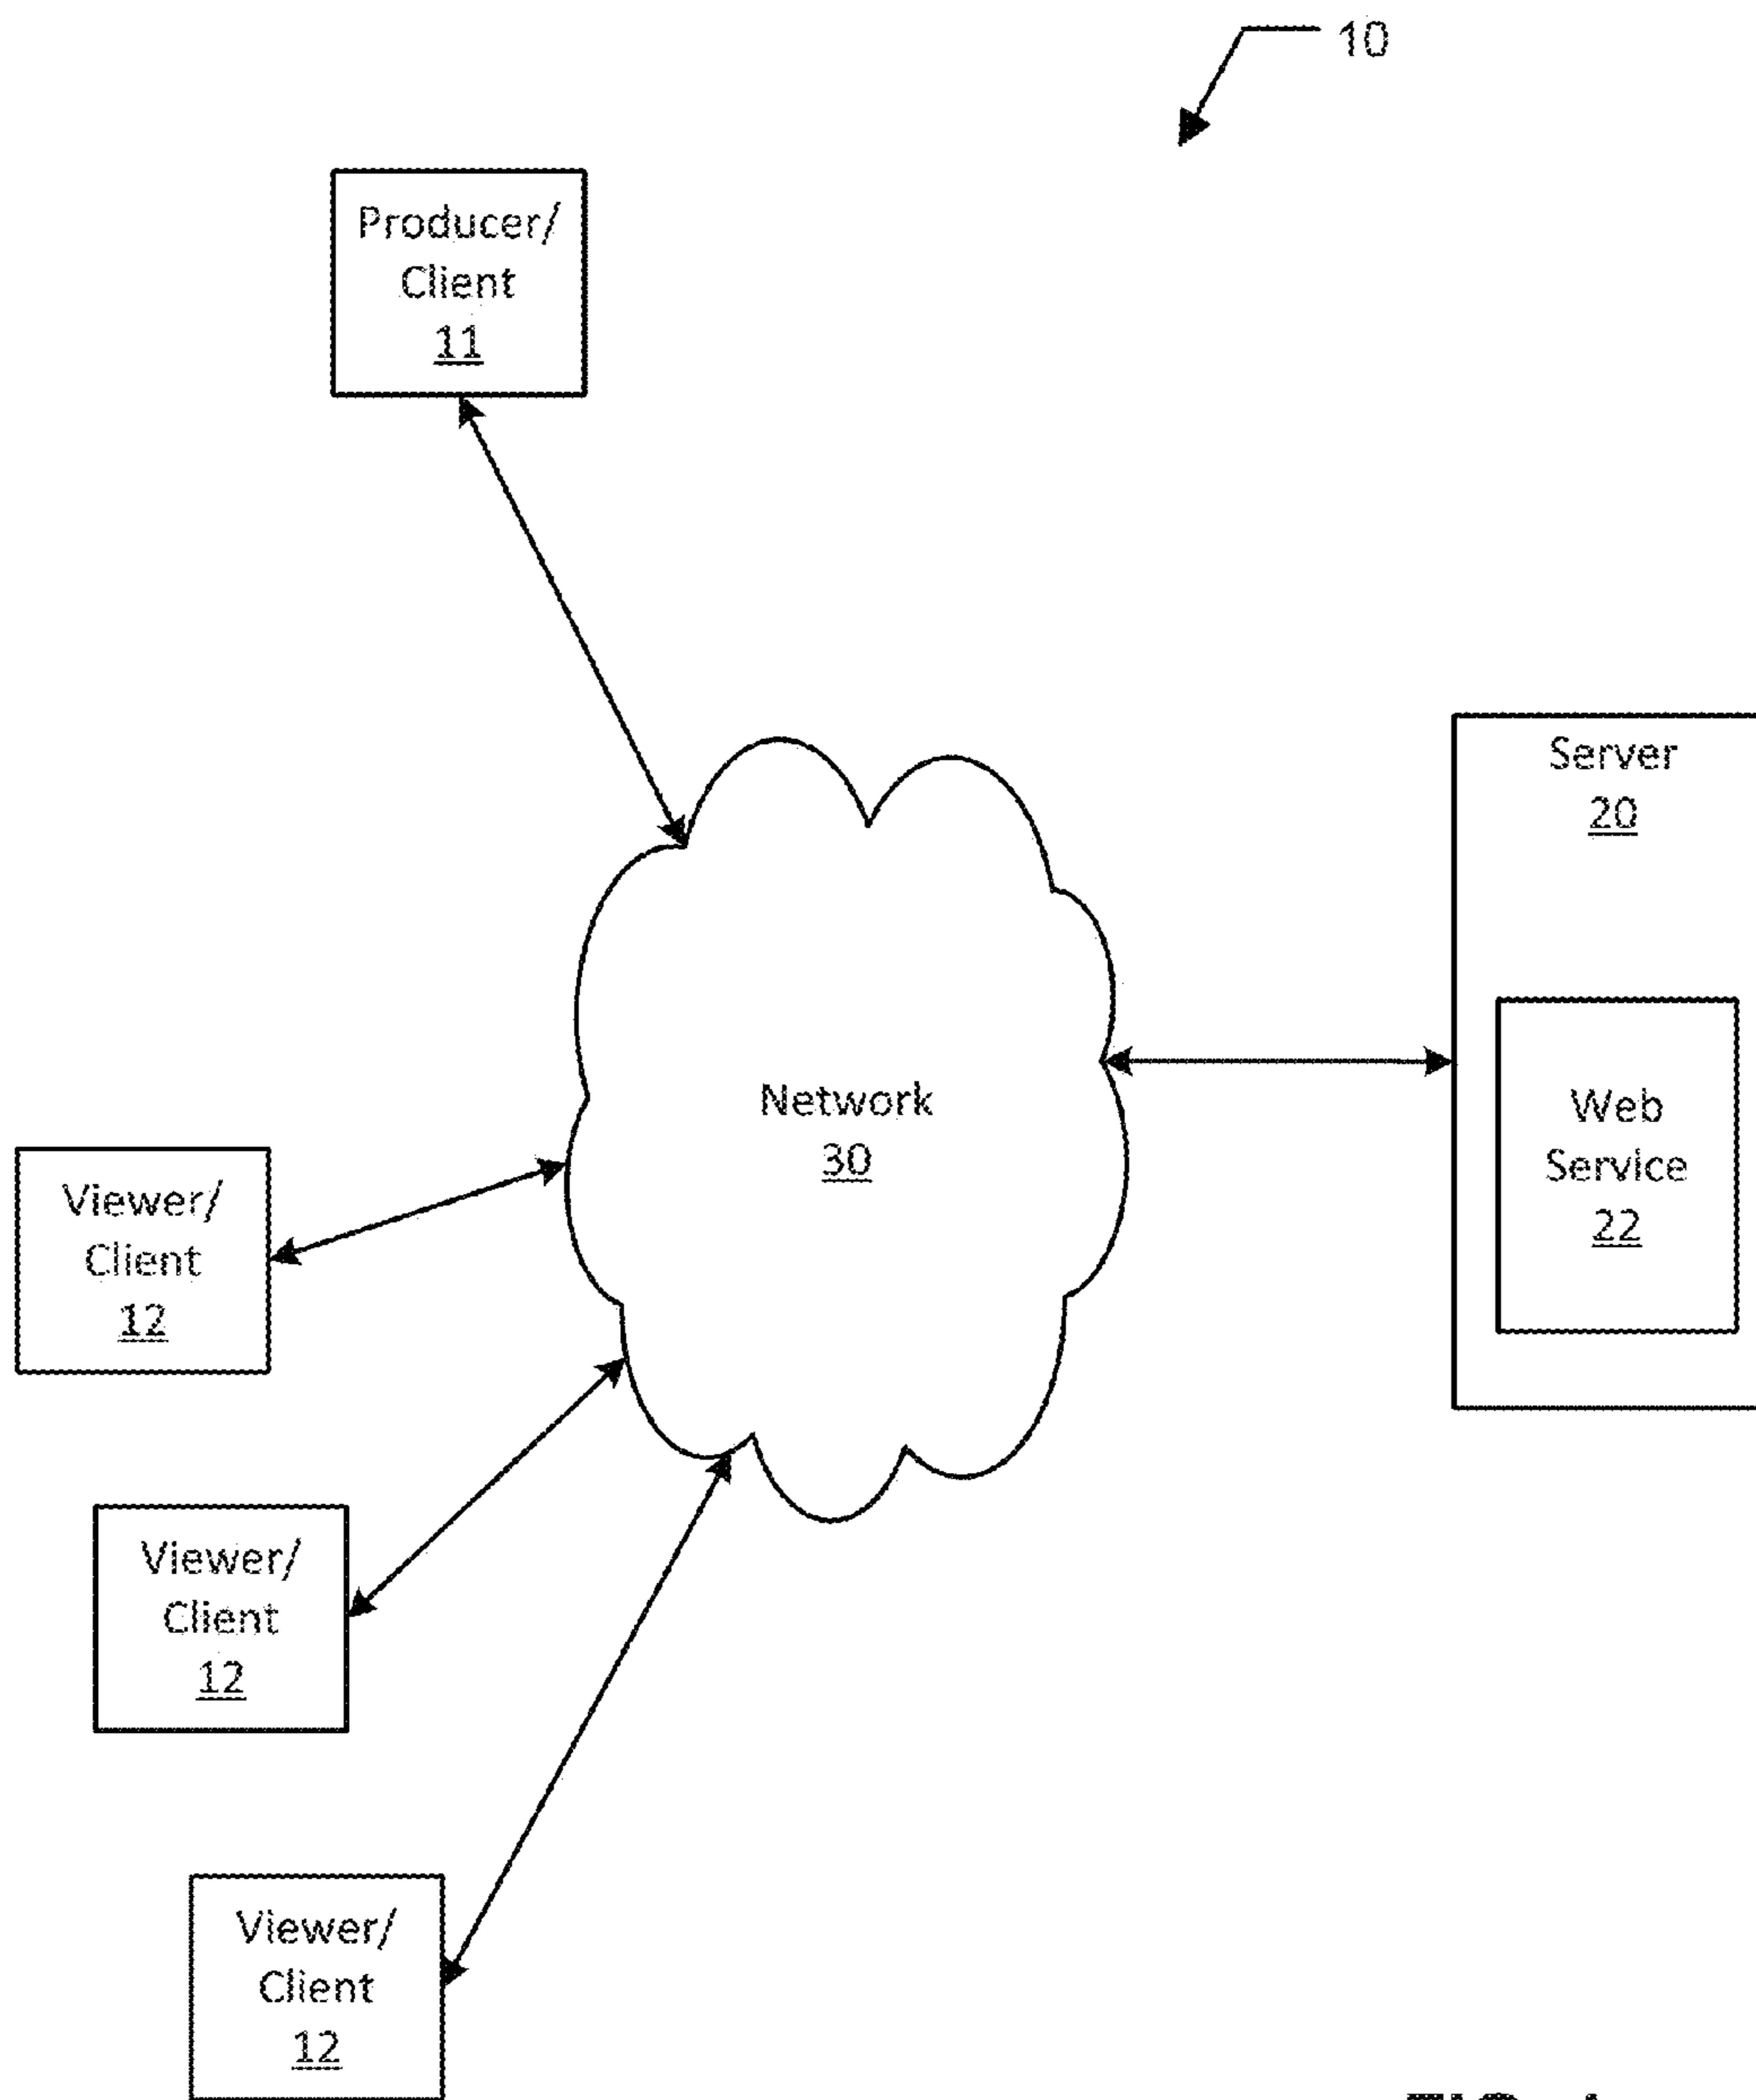 10
Producer/
Client
11
Server
20
Network
30
Web
Service
22
Viewer/
Client
12
Viewer/
Client
12
Viewer/
Client
12